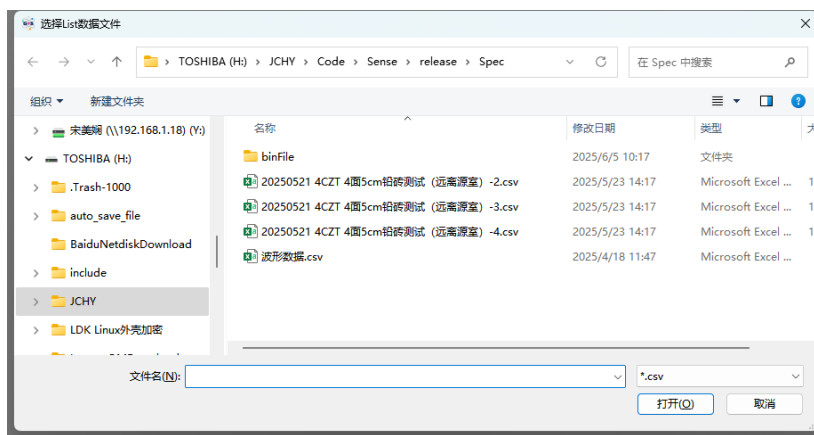 选择List数据文件
TOSHIBA (H:) › JCHY › Code › Sense › release › Spec
在 Spec 中搜索
组织 新建文件夹
宋美娴 (\\192.168.1.18) (Y:)
TOSHIBA (H:)
.Trash-1000
auto_save_file
BaiduNetdiskDownload
include
JCHY
LDK Linux外壳加密
名称 修改日期 类型
binFile 2025/6/5 10:17 文件夹
20250521 4CZT 4面5cm铅砖测试（远离源室）-2.csv 2025/5/23 14:17 Microsoft Excel ... 1
20250521 4CZT 4面5cm铅砖测试（远离源室）-3.csv 2025/5/23 14:17 Microsoft Excel ... 1
20250521 4CZT 4面5cm铅砖测试（远离源室）-4.csv 2025/5/23 14:17 Microsoft Excel ... 1
波形数据.csv 2025/4/18 11:47 Microsoft Excel ...
文件名(N): *.csv
打开(O) 取消